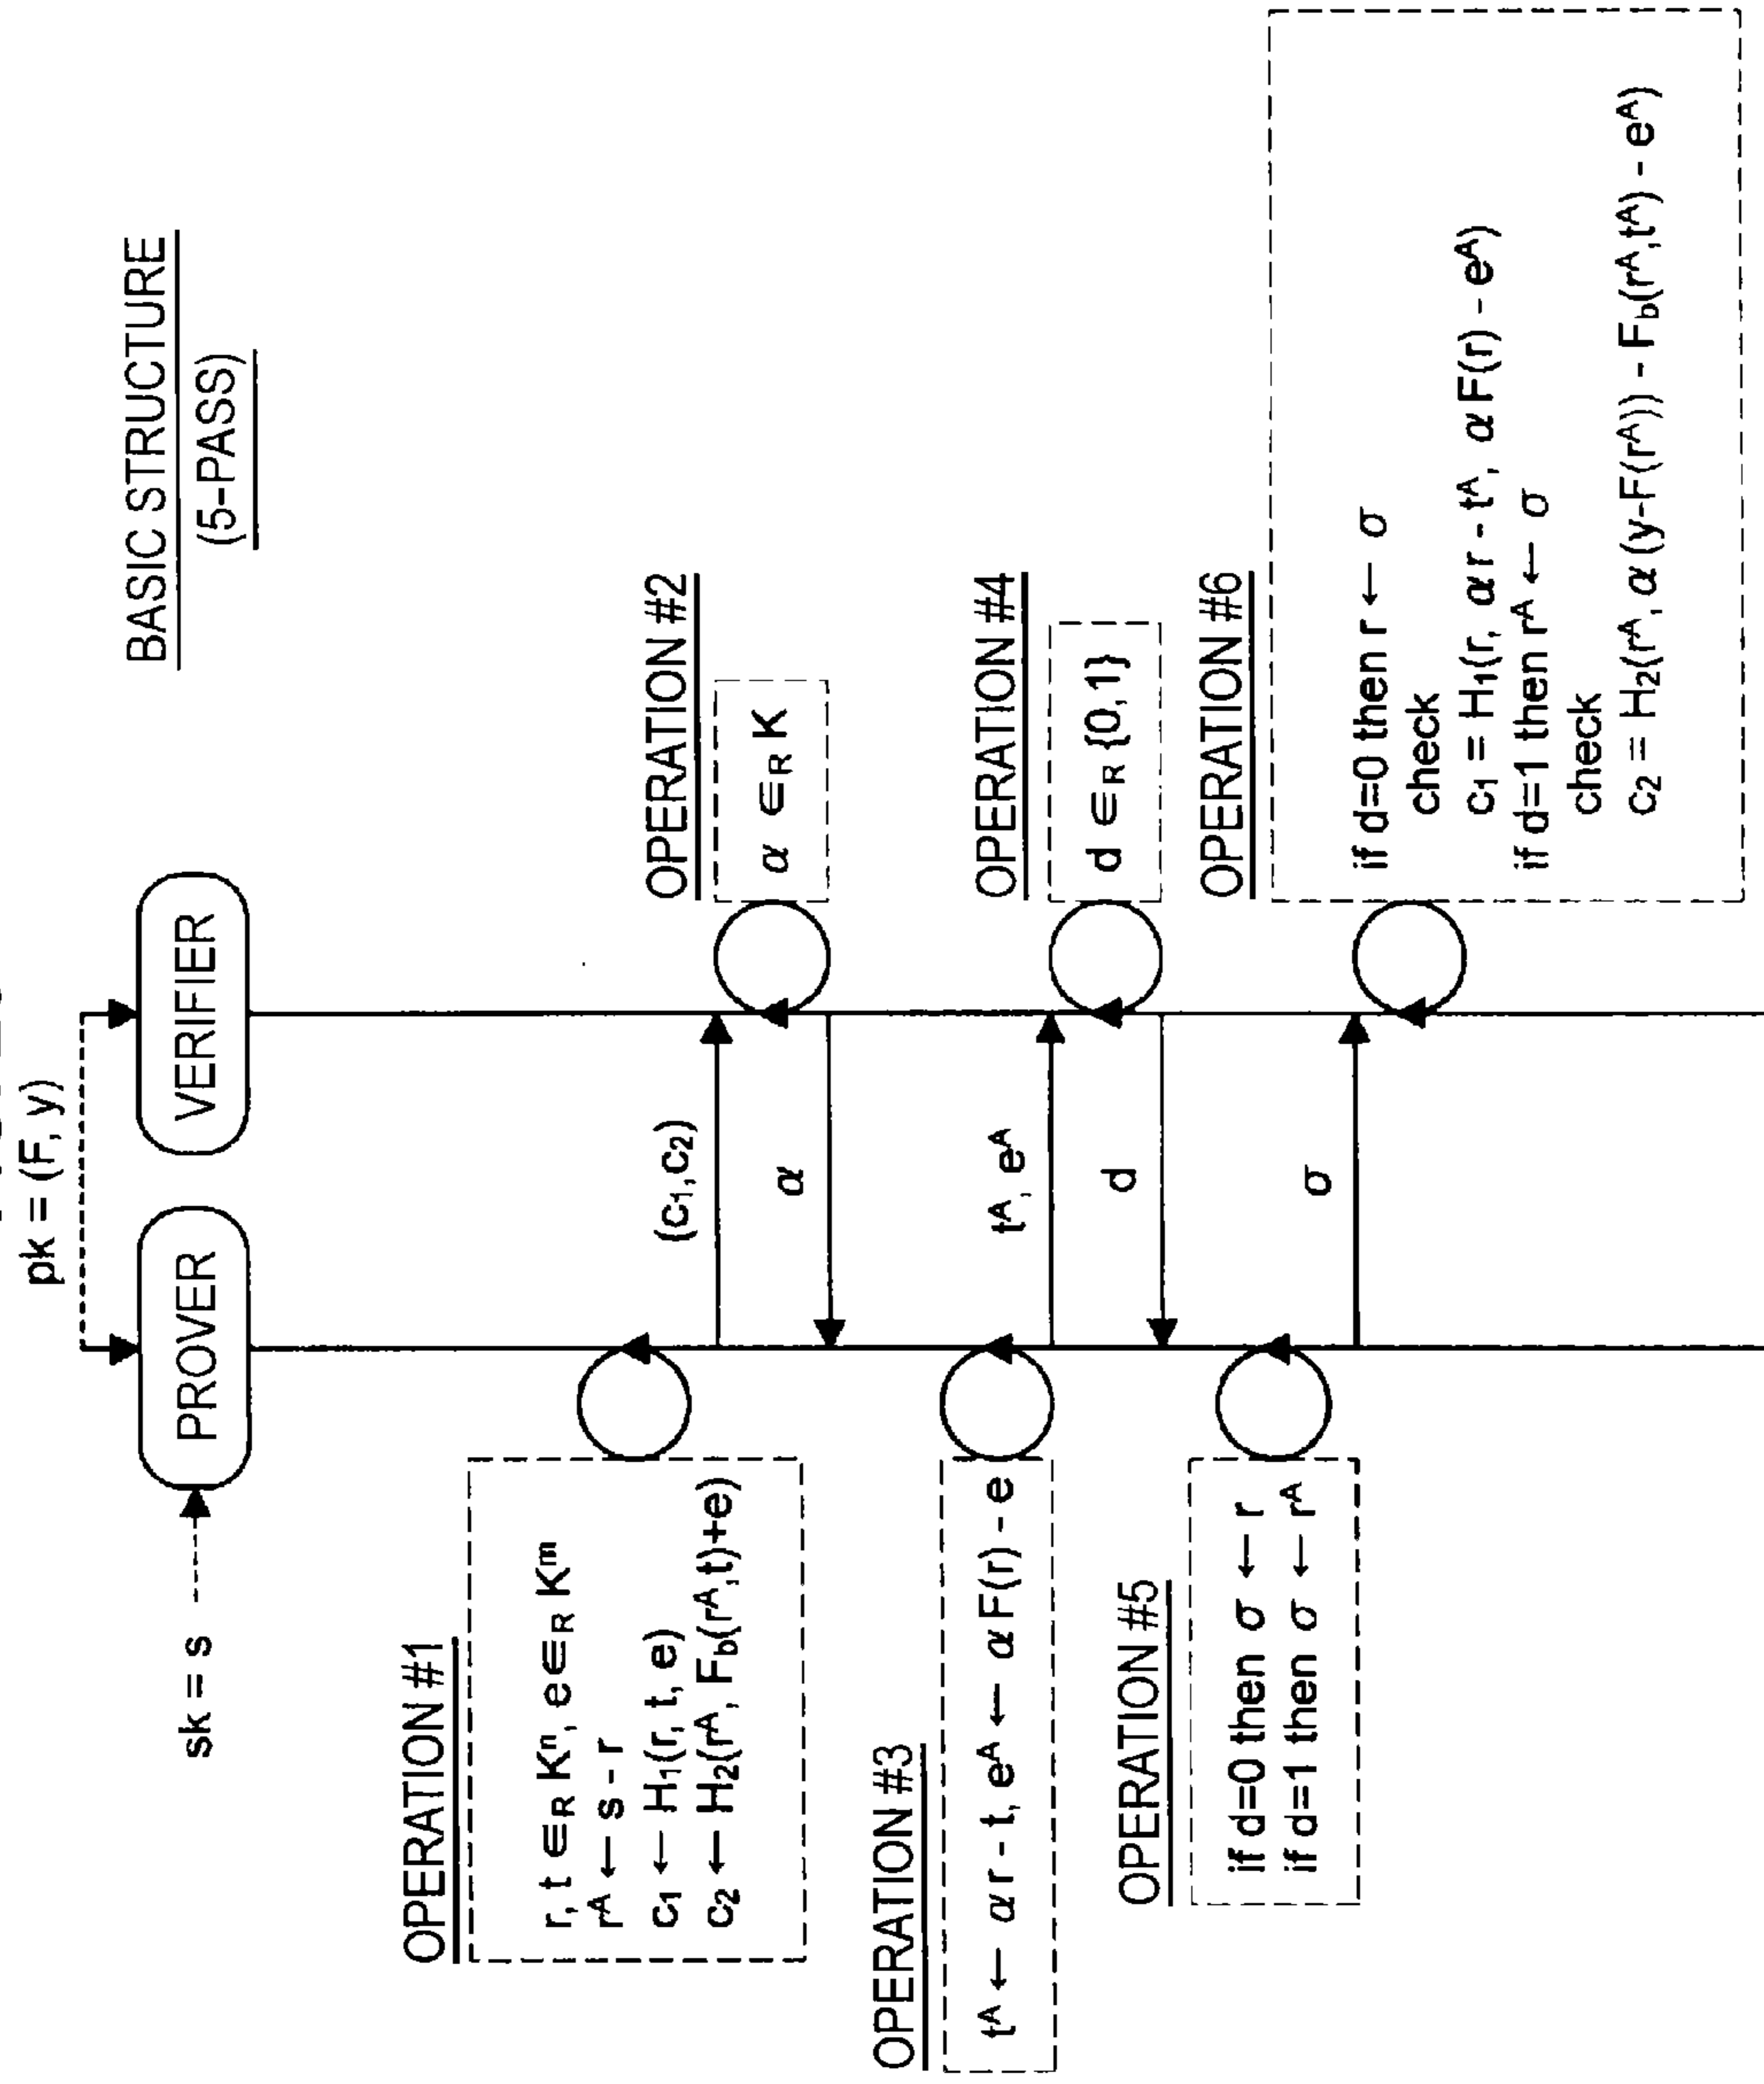 BASIC STRUCTURE
(5-PASS)
pk = (F, y)
sk = s
PROVER
VERIFIER
OPERATION #1
r, t ∈R Kⁿ, e ∈R Kᵐ
rᴬ ← s - r
c₁ ← H₁(r, t, e)
c₂ ← H₂(rᴬ, Fb(rᴬ,t)+e)
(c₁,c₂)
OPERATION #2
α ∈R K
α
OPERATION #3
tᴬ ← αr - t, eᴬ ← αF(r) - e
tᴬ, eᴬ
OPERATION #4
d ∈R {0,1}
d
OPERATION #5
if d=0 then σ ← r
if d=1 then σ ← rᴬ
σ
OPERATION #6
if d=0 then r ← σ
check
c₁ = H₁(r, αr - tᴬ, αF(r) - eᴬ)
if d=1 then rᴬ ← σ
check
c₂ = H₂(rᴬ, α(y-F(rᴬ)) - Fb(rᴬ,tᴬ) - eᴬ)